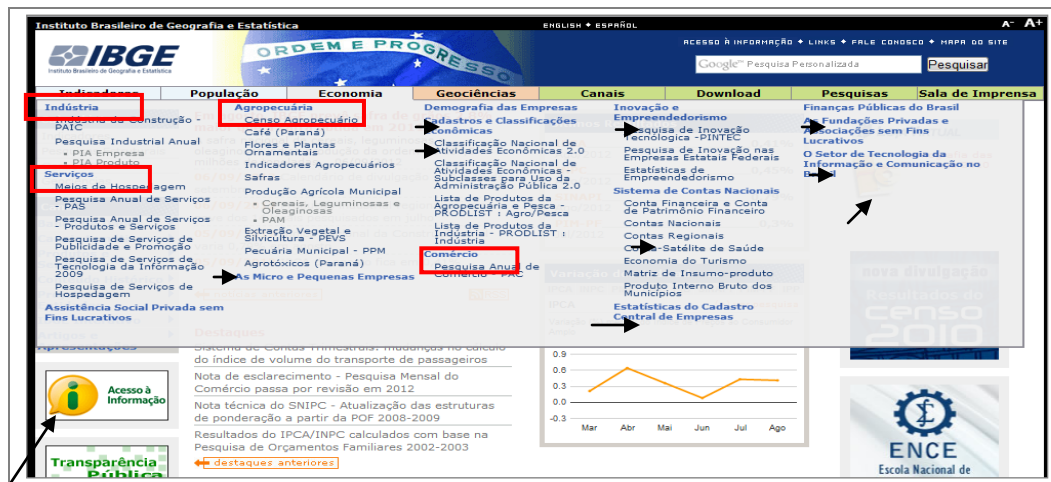 Instituto Brasileiro de Geografia e Estatística
ENGLISH ESPAÑOL
A- A+
ORDEM E PROGRESSO
ACESSO À INFORMAÇÃO LINKS FALE CONOSCO MAPA DO SITE
IBGE
Instituto Brasileiro de Geografia e Estatística
Google™ Pesquisa Personalizada
Pesquisar
Indicadores População Economia Geociências Canais Download Pesquisas Sala de Imprensa
Indústria
Indústria da Construção - PAIC
Pesquisa Industrial Anual
PIA Empresa
PIA Produto
Serviços
Meios de Hospedagem
Pesquisa Anual de Serviços - PAS
Pesquisa Anual de Serviços - Produtos e Serviços
Pesquisa de Serviços de Publicidade e Promoção
Pesquisa de Serviços de Tecnologia da Informação 2009
Pesquisa de Serviços de Hospedagem
Assistência Social Privada sem Fins Lucrativos
Agropecuária
Censo Agropecuário
Café (Paraná)
Flores e Plantas Ornamentais
Indicadores Agropecuários
Safras
Produção Agrícola Municipal
Cereais, Leguminosas e Oleaginosas
PAM
Extração Vegetal e Silvicultura - PEVS
Pecuária Municipal - PPM
Agrotóxicos (Paraná)
As Micro e Pequenas Empresas
Demografia das Empresas
Cadastros e Classificações Econômicas
Classificação Nacional de Atividades Econômicas 2.0
Classificação Nacional de Atividades Econômicas - Subclasses para Uso da Administração Pública 2.0
Lista de Produtos da Agropecuária e Pesca - PRODLIST : Agro/Pesca
Lista de Produtos da Indústria - PRODLIST : Indústria
Comércio
Pesquisa Anual de Comércio - PAC
Inovação e Empreendedorismo
Pesquisa de Inovação Tecnológica -PINTEC
Pesquisa de Inovação nas Empresas Estatais Federais
Estatísticas de Empreendedorismo
Sistema de Contas Nacionais
Conta Financeira e Conta de Patrimônio Financeiro
Contas Nacionais
Contas Regionais
Conta-Satélite de Saúde
Economia do Turismo
Matriz de Insumo-produto
Produto Interno Bruto dos Municípios
Estatísticas do Cadastro Central de Empresas
Finanças Públicas do Brasil
As Fundações Privadas e Associações sem Fins Lucrativos
O Setor de Tecnologia da Informação e Comunicação no Brasil
nova divulgação
Resultados do
censo
2010
Apresentações
Destaques
Sistema de Contas Trimestrais: mudanças no cálculo
do índice de volume do transporte de passageiros
Nota de esclarecimento - Pesquisa Mensal do
Comércio passa por revisão em 2012
Nota técnica do SNIPC - Atualização das estruturas
de ponderação a partir da POF 2008-2009
Resultados do IPCA/INPC calculados com base na
Pesquisa de Orçamentos Familiares 2002-2003
destaques anteriores
Acesso à
Informação
Transparência
Pública
0.9
0.6
0.3
0.0
-0.3
Mar Abr Mai Jun Jul Ago
ENCE
Escola Nacional de